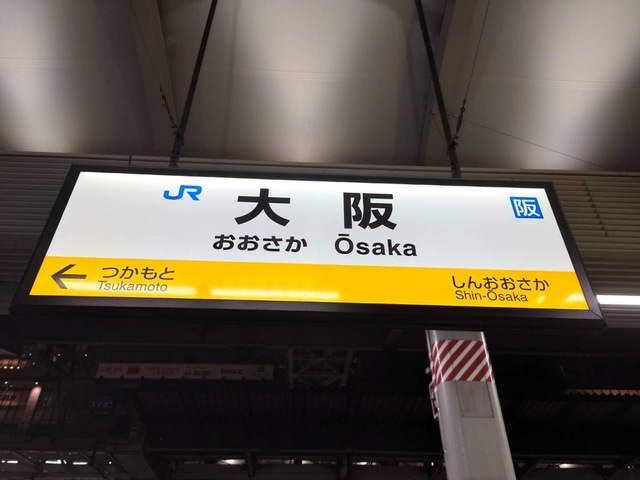 JR 大阪 阪
おおさか Ōsaka
← つかもと しんおおさか
Tsukamoto Shin-Ōsaka